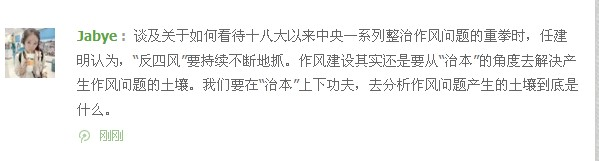 Jabye：谈及关于如何看待十八大以来中央一系列整治作风问题的重拳时，任建
明认为，“反四风”要持续不断地抓。作风建设其实还是要从“治本”的角度去解决产
生作风问题的土壤。我们要在“治本”上下功夫，去分析作风问题产生的土壤到底是
什么。
刚刚